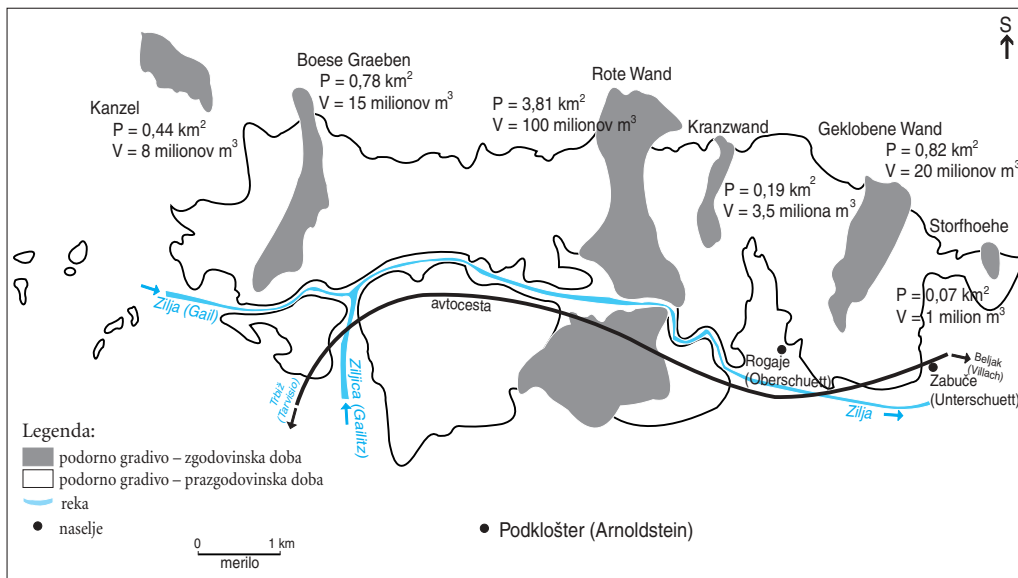 S
Boese Graeben
P = 0,78 km²
V = 15 milionov m³
Kanzel
P = 0,44 km²
V = 8 milionov m³
Rote Wand
P = 3,81 km²
V = 100 milionov m³
Kranzwand
P = 0,19 km²
V = 3,5 miliona m³
Geklobene Wand
P = 0,82 km²
V = 20 milionov m³
Storfhoehe
P = 0,07 km²
V = 1 milion m³
Zilja (Gail)
avtocesta
Trbiž
(Tarvisio)
Ziljica (Gailitz)
Rogaje
(Oberschuett)
Beljak
(Villach)
Zabuče
(Unterschuett)
Zilja
Legenda:
podorno gradivo – zgodovinska doba
podorno gradivo – prazgodovinska doba
reka
naselje
0 1 km
merilo
Podklošter (Arnoldstein)